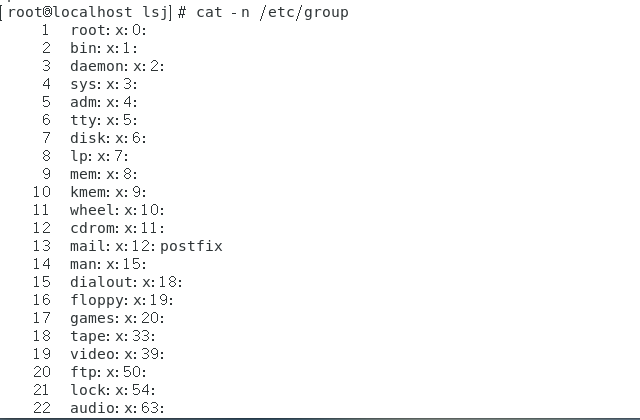 [root@localhost lsj]# cat -n /etc/group
1 root:x:0:
2 bin:x:1:
3 daemon:x:2:
4 sys:x:3:
5 adm:x:4:
6 tty:x:5:
7 disk:x:6:
8 lp:x:7:
9 mem:x:8:
10 kmem:x:9:
11 wheel:x:10:
12 cdrom:x:11:
13 mail:x:12:postfix
14 man:x:15:
15 dialout:x:18:
16 floppy:x:19:
17 games:x:20:
18 tape:x:33:
19 video:x:39:
20 ftp:x:50:
21 lock:x:54:
22 audio:x:63: